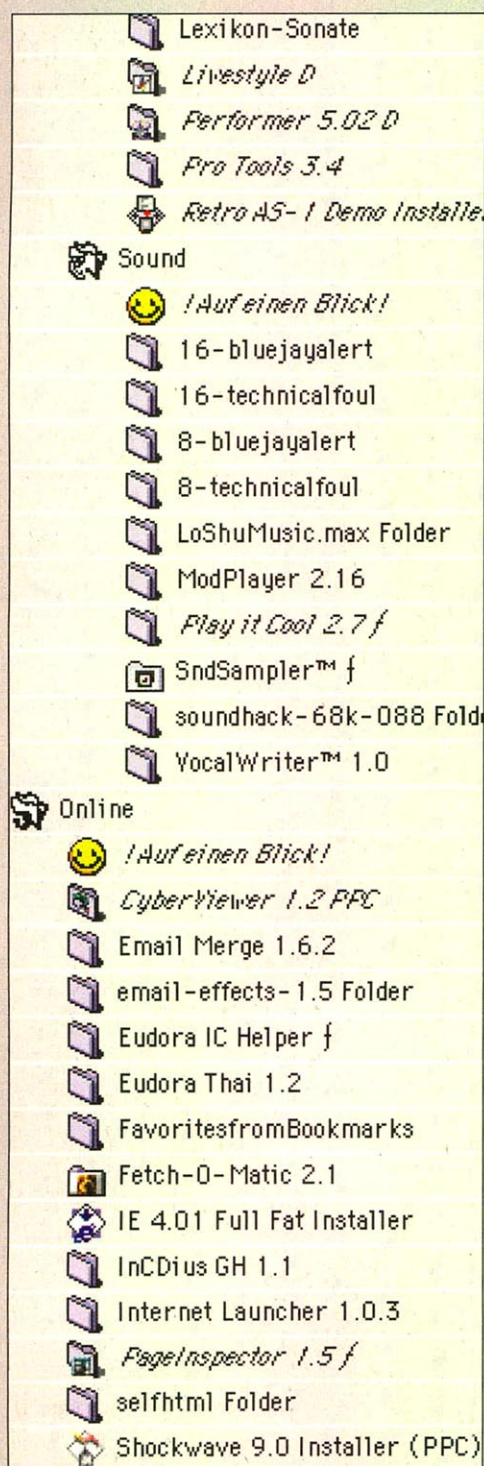 Lexikon-Sonate
Livestyle D
Performer 5.02 D
Pro Tools 3.4
Retro AS-1 Demo Installe
Sound
!Auf einen Blick!
16-bluejayalert
16-technicalfoul
8-bluejayalert
8-technicalfoul
LoShuMusic.max Folder
ModPlayer 2.16
Play it Cool 2.7 ƒ
SndSampler™ ƒ
soundhack-68k-088 Folde
VocalWriter™ 1.0
Online
!Auf einen Blick!
CyberViewer 1.2 PPC
Email Merge 1.6.2
email-effects-1.5 Folder
Eudora IC Helper ƒ
Eudora Thai 1.2
FavoritesfromBookmarks
Fetch-O-Matic 2.1
IE 4.01 Full Fat Installer
InCDius GH 1.1
Internet Launcher 1.0.3
PageInspector 1.5 ƒ
selfhtml Folder
Shockwave 9.0 Installer (PPC)